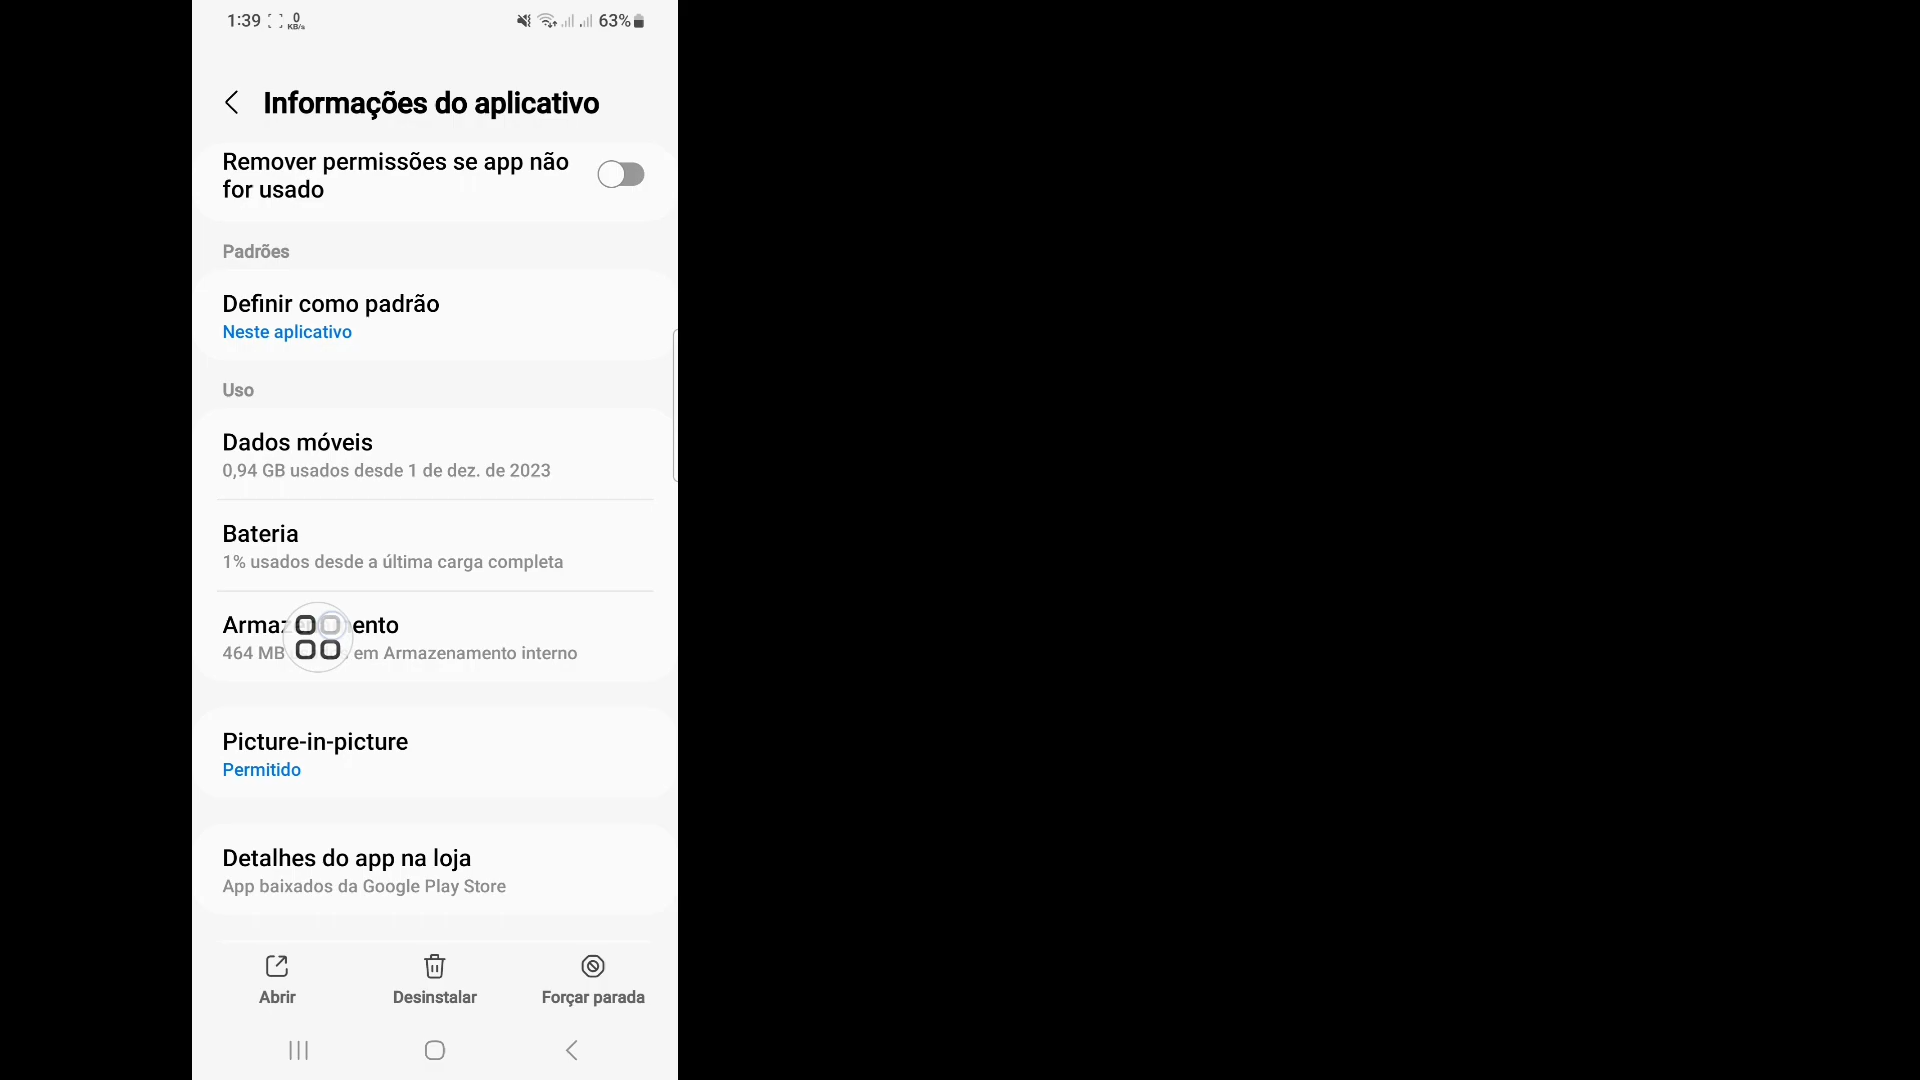 1:39 0 KB/s 63%
Informações do aplicativo
Remover permissões se app não
for usado
Padrões
Definir como padrão
Neste aplicativo
Uso
Dados móveis
0,94 GB usados desde 1 de dez. de 2023
Bateria
1% usados desde a última carga completa
Armazenamento
464 MB em Armazenamento interno
Picture-in-picture
Permitido
Detalhes do app na loja
App baixados da Google Play Store
Abrir Desinstalar Forçar parada